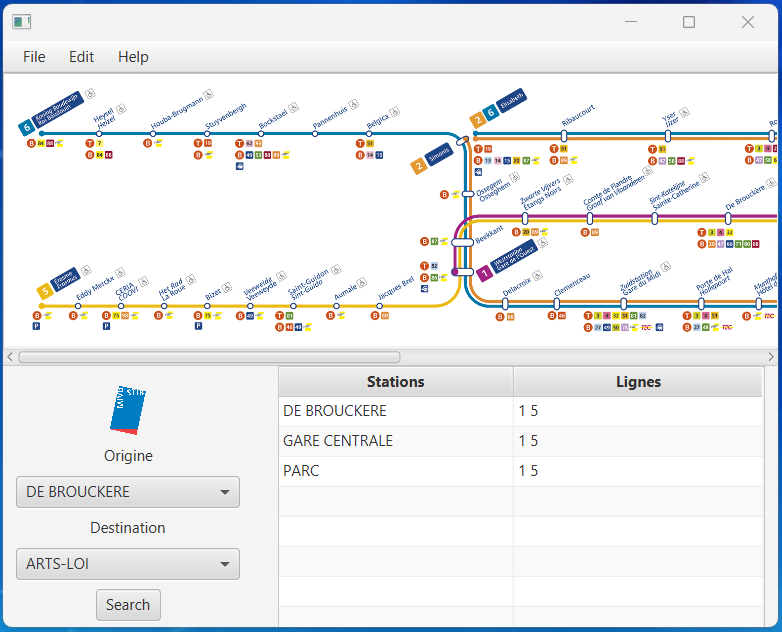 File Edit Help
6
Koning Boudewijn
Roi Baudouin
Heysel
Heizel
Houba-Brugmann
Stuyvenbergh
Bockstael
Pannenhuis
Belgica
2 6 Elisabeth
Ribaucourt
Yser
IJzer
2 Simonis
Ossegem
Osseghem
Zwarte Vijvers
Étangs Noirs
Comte de Flandre
Graaf van Vlaanderen
Sint-Katelijne
Sainte-Catherine
De Brouckère
Beekkant
1
Weststation
Gare de l'Ouest
5
Erasme
Erasmus
Eddy Merckx
CERIA
COOVI
Het Rad
La Roue
Bizet
Veeweide
Veeweyde
Saint-Guidon
Sint-Guido
Aumale
Jacques Brel
Delacroix
Clemenceau
Zuidstation
Gare du Midi
Porte de Hal
Hallepoort
MIVB STIB
Origine
DE BROUCKERE
Destination
ARTS-LOI
Search
Stations Lignes
DE BROUCKERE 1 5
GARE CENTRALE 1 5
PARC 1 5